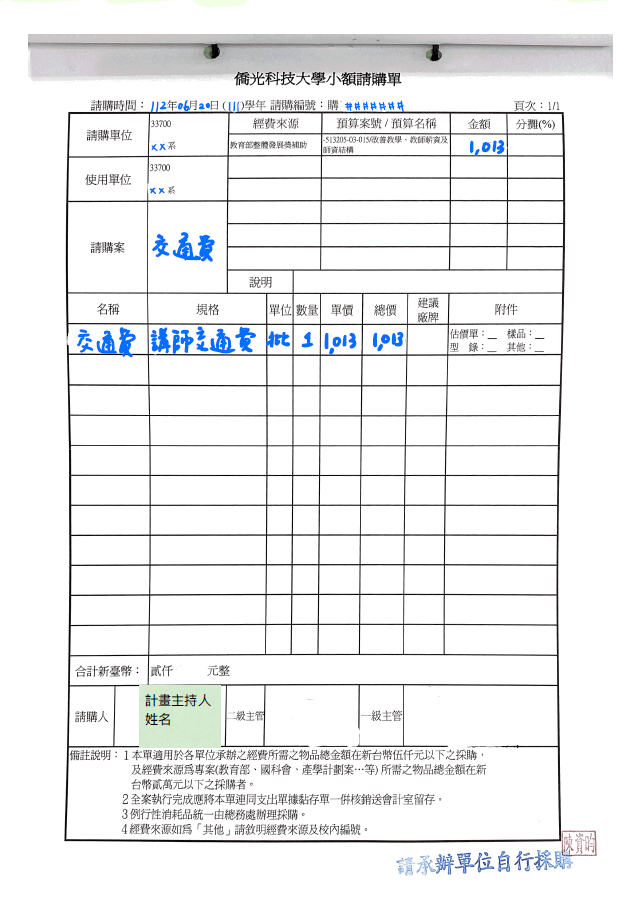 僑光科技大學小額請購單
請購時間：112年06月20日(111)學年 請購編號：購 #######  頁次：1/1
請購單位 33700 xx系 經費來源 預算案號 / 預算名稱 金額 分攤(%)
教育部整體發展獎補助 -513205-03-015/改善教學、教師薪資及師資結構 1,013
使用單位 33700 xx系
請購案 交通費
說明
名稱 規格 單位 數量 單價 總價 建議廠牌 附件
交通費 講師交通費 批 1 1,013 1,013 估價單：__ 樣品：__
型 錄：__ 其他：__
合計新臺幣： 貳仟 元整
請購人 計畫主持人姓名 二級主管 一級主管
備註說明：1 本單適用於各單位承辦之經費所需之物品總金額在新台幣伍仟元以下之採購，
及經費來源爲專案(教育部、國科會、產學計劃案…等) 所需之物品總金額在新
台幣貳萬元以下之採購者。
2 全案執行完成應將本單連同支出單據黏存單一倂核銷送會計室留存。
3 例行性消耗品統一由總務處辦理採購。
4 經費來源如爲「其他」請敘明經費來源及校內編號。
請承辦單位自行採購